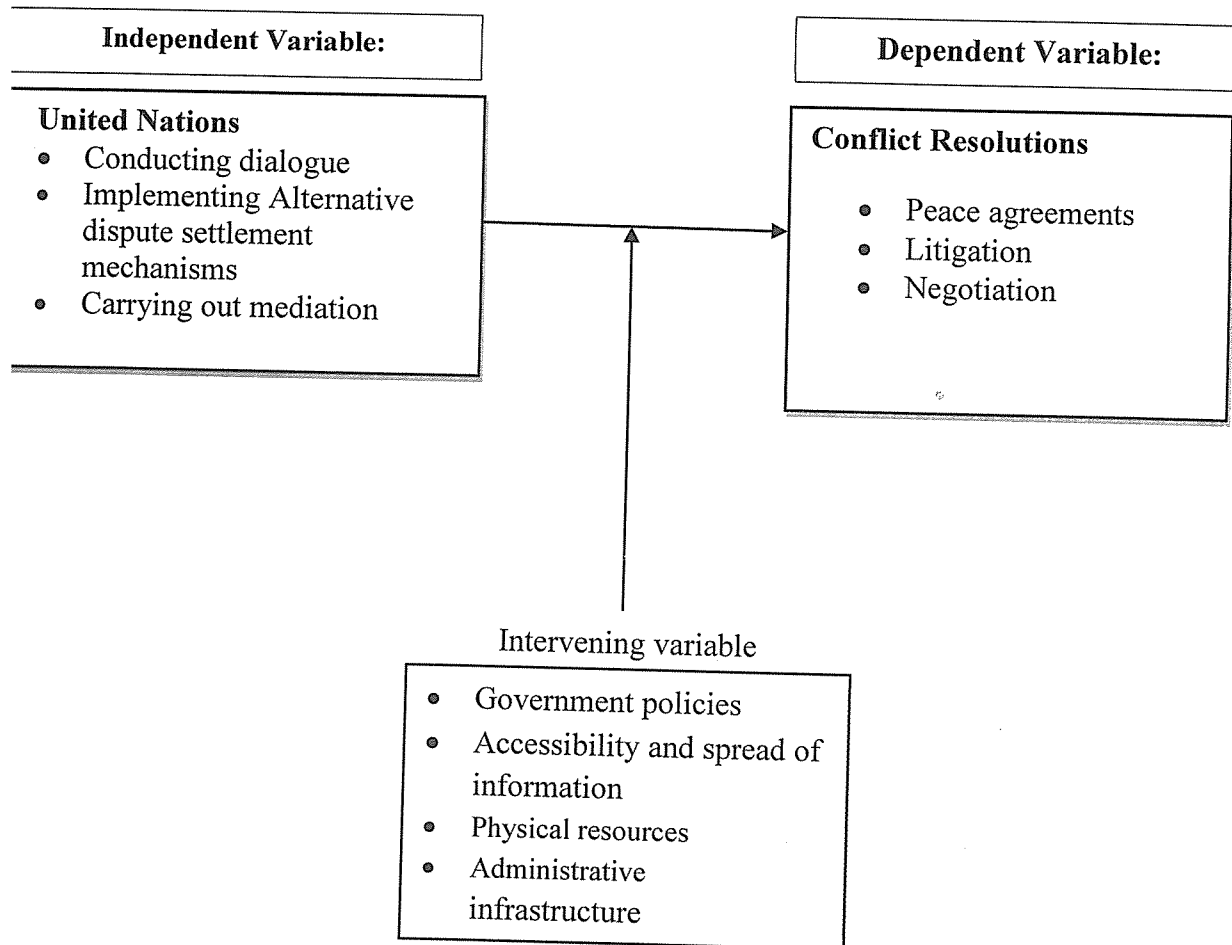 Independent Variable:
Dependent Variable:
United Nations
• Conducting dialogue
• Implementing Alternative
dispute settlement
mechanisms
• Carrying out mediation
Conflict Resolutions
• Peace agreements
• Litigation
• Negotiation
Intervening variable
• Government policies
• Accessibility and spread of
information
• Physical resources
• Administrative
infrastructure